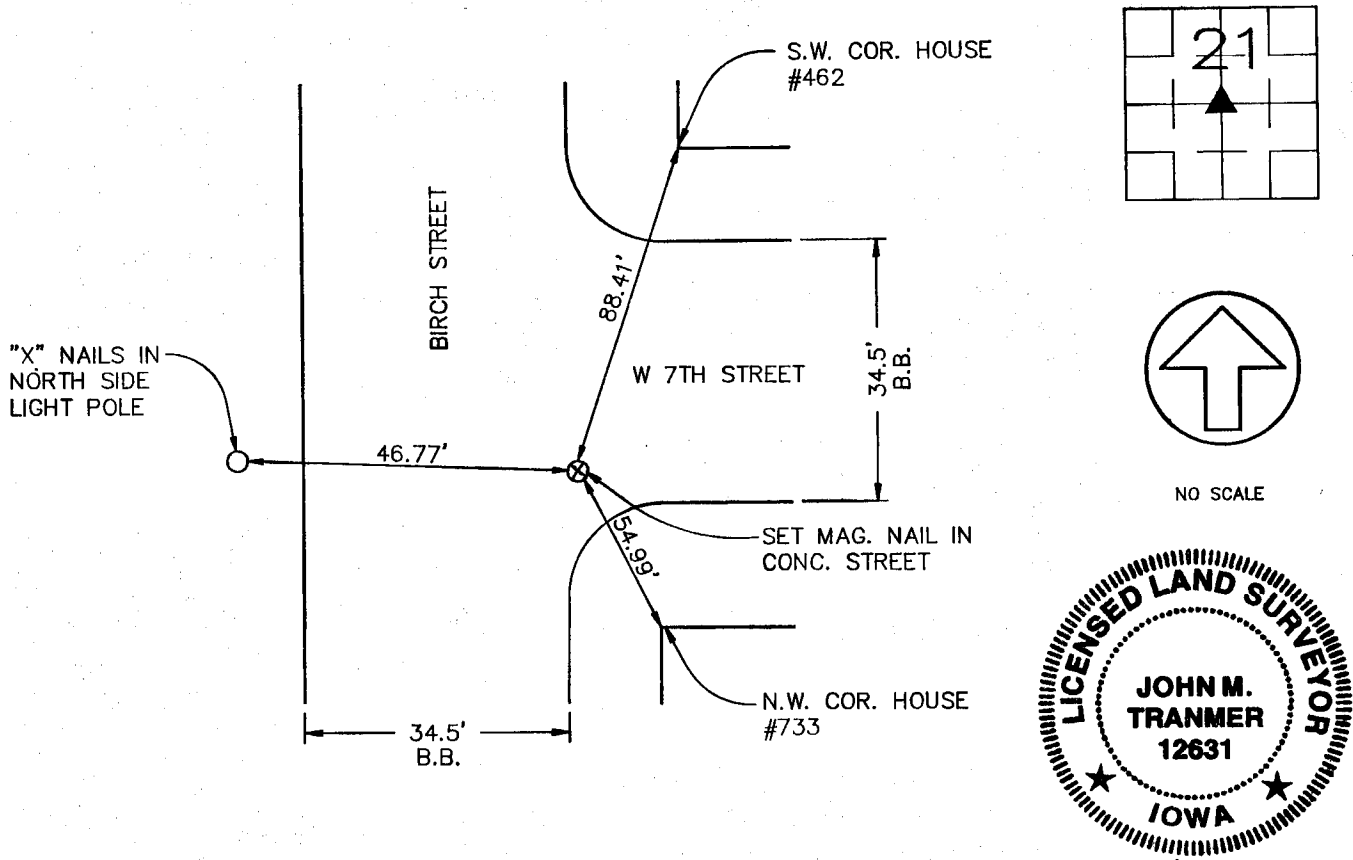 S.W. COR. HOUSE
#462
21
BIRCH STREET
88.41'
"X" NAILS IN
NORTH SIDE
LIGHT POLE
W 7TH STREET
34.5'
B.B.
46.77'
NO SCALE
54.99'
SET MAG. NAIL IN
CONC. STREET
N.W. COR. HOUSE
#733
34.5'
B.B.
LICENSED LAND SURVEYOR
JOHN M.
TRANMER
12631
IOWA